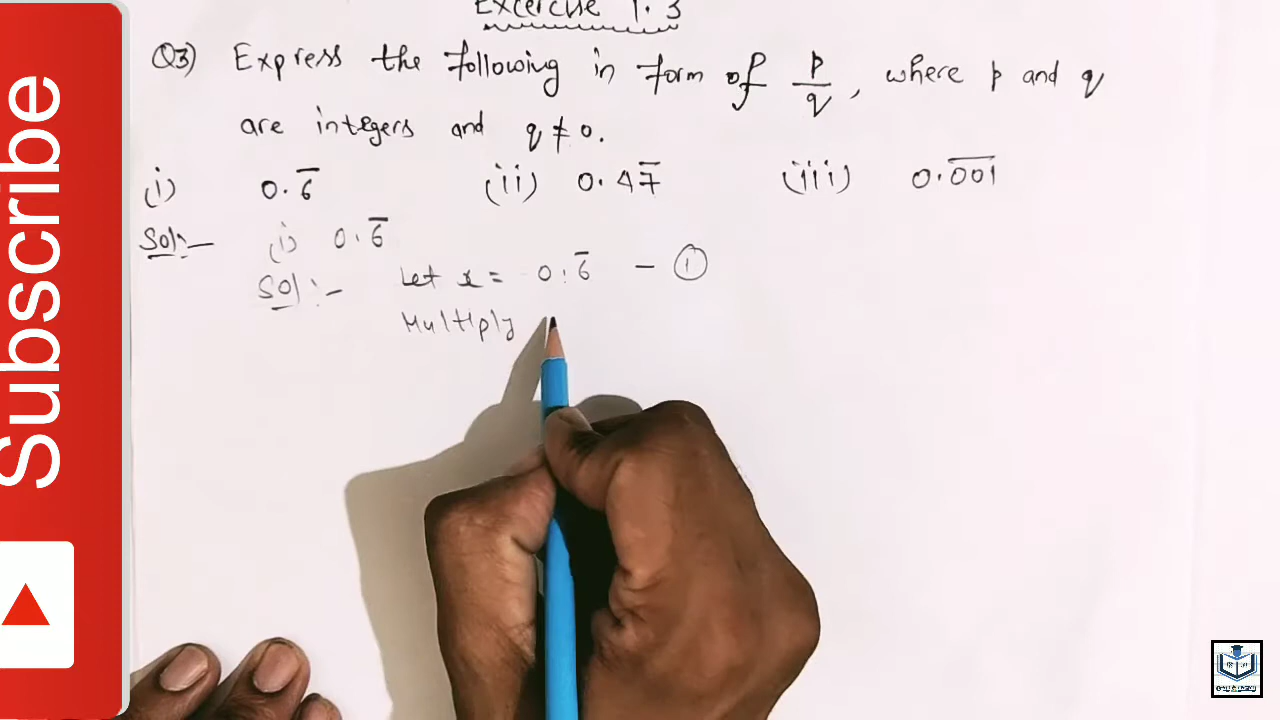 Excercise 1.3
Q3) Express the following in form of p/q, where p and q
are integers and q ≠ 0.
(i) 0.6̅ (ii) 0.47̅ (iii) 0.0̅0̅1̅
Sol:- (i) 0.6̅
Sol:- Let x = 0.6̅ - ①
Multiply
Subscribe